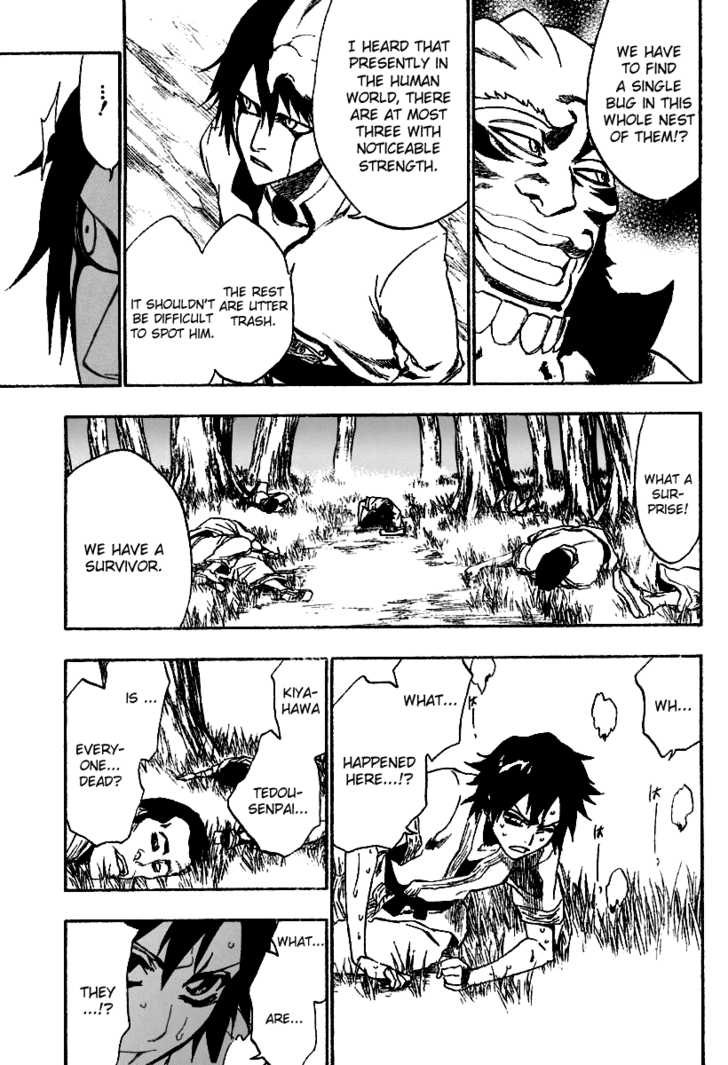 WE HAVE
TO FIND
A SINGLE
BUG IN THIS
WHOLE NEST
OF THEM!?
I HEARD THAT
PRESENTLY IN
THE HUMAN
WORLD, THERE
ARE AT MOST
THREE WITH
NOTICEABLE
STRENGTH.
THE REST
ARE UTTER
TRASH.
IT SHOULDN'T
BE DIFFICULT
TO SPOT HIM.
...!
WHAT A
SUR-
PRISE!
WE HAVE A
SURVIVOR.
WH...
WHAT...
HAPPENED
HERE...!?
KIYA-
HAWA
TEDOU-
SENPAI...
IS ...
EVERY-
ONE...
DEAD?
WHAT...
ARE...
THEY
...!?